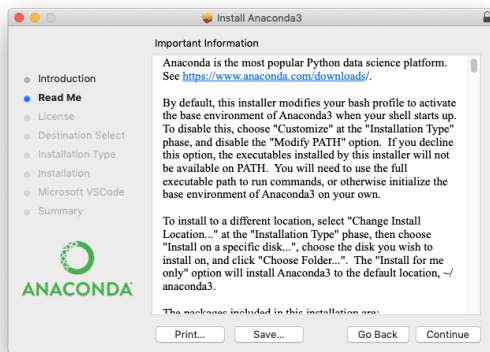 Install Anaconda3
Important Information
Introduction
Read Me
License
Destination Select
Installation Type
Installation
Microsoft VSCode
Summary
ANACONDA
Anaconda is the most popular Python data science platform.
See https://www.anaconda.com/downloads/.
By default, this installer modifies your bash profile to activate
the base environment of Anaconda3 when your shell starts up.
To disable this, choose "Customize" at the "Installation Type"
phase, and disable the "Modify PATH" option.  If you decline
this option, the executables installed by this installer will not
be available on PATH.  You will need to use the full
executable path to run commands, or otherwise initialize the
base environment of Anaconda3 on your own.
To install to a different location, select "Change Install
Location..." at the "Installation Type" phase, then choose
"Install on a specific disk...", choose the disk you wish to
install on, and click "Choose Folder...".  The "Install for me
only" option will install Anaconda3 to the default location, ~/
anaconda3.
The packages included in this installation are:
Print...
Save...
Go Back
Continue